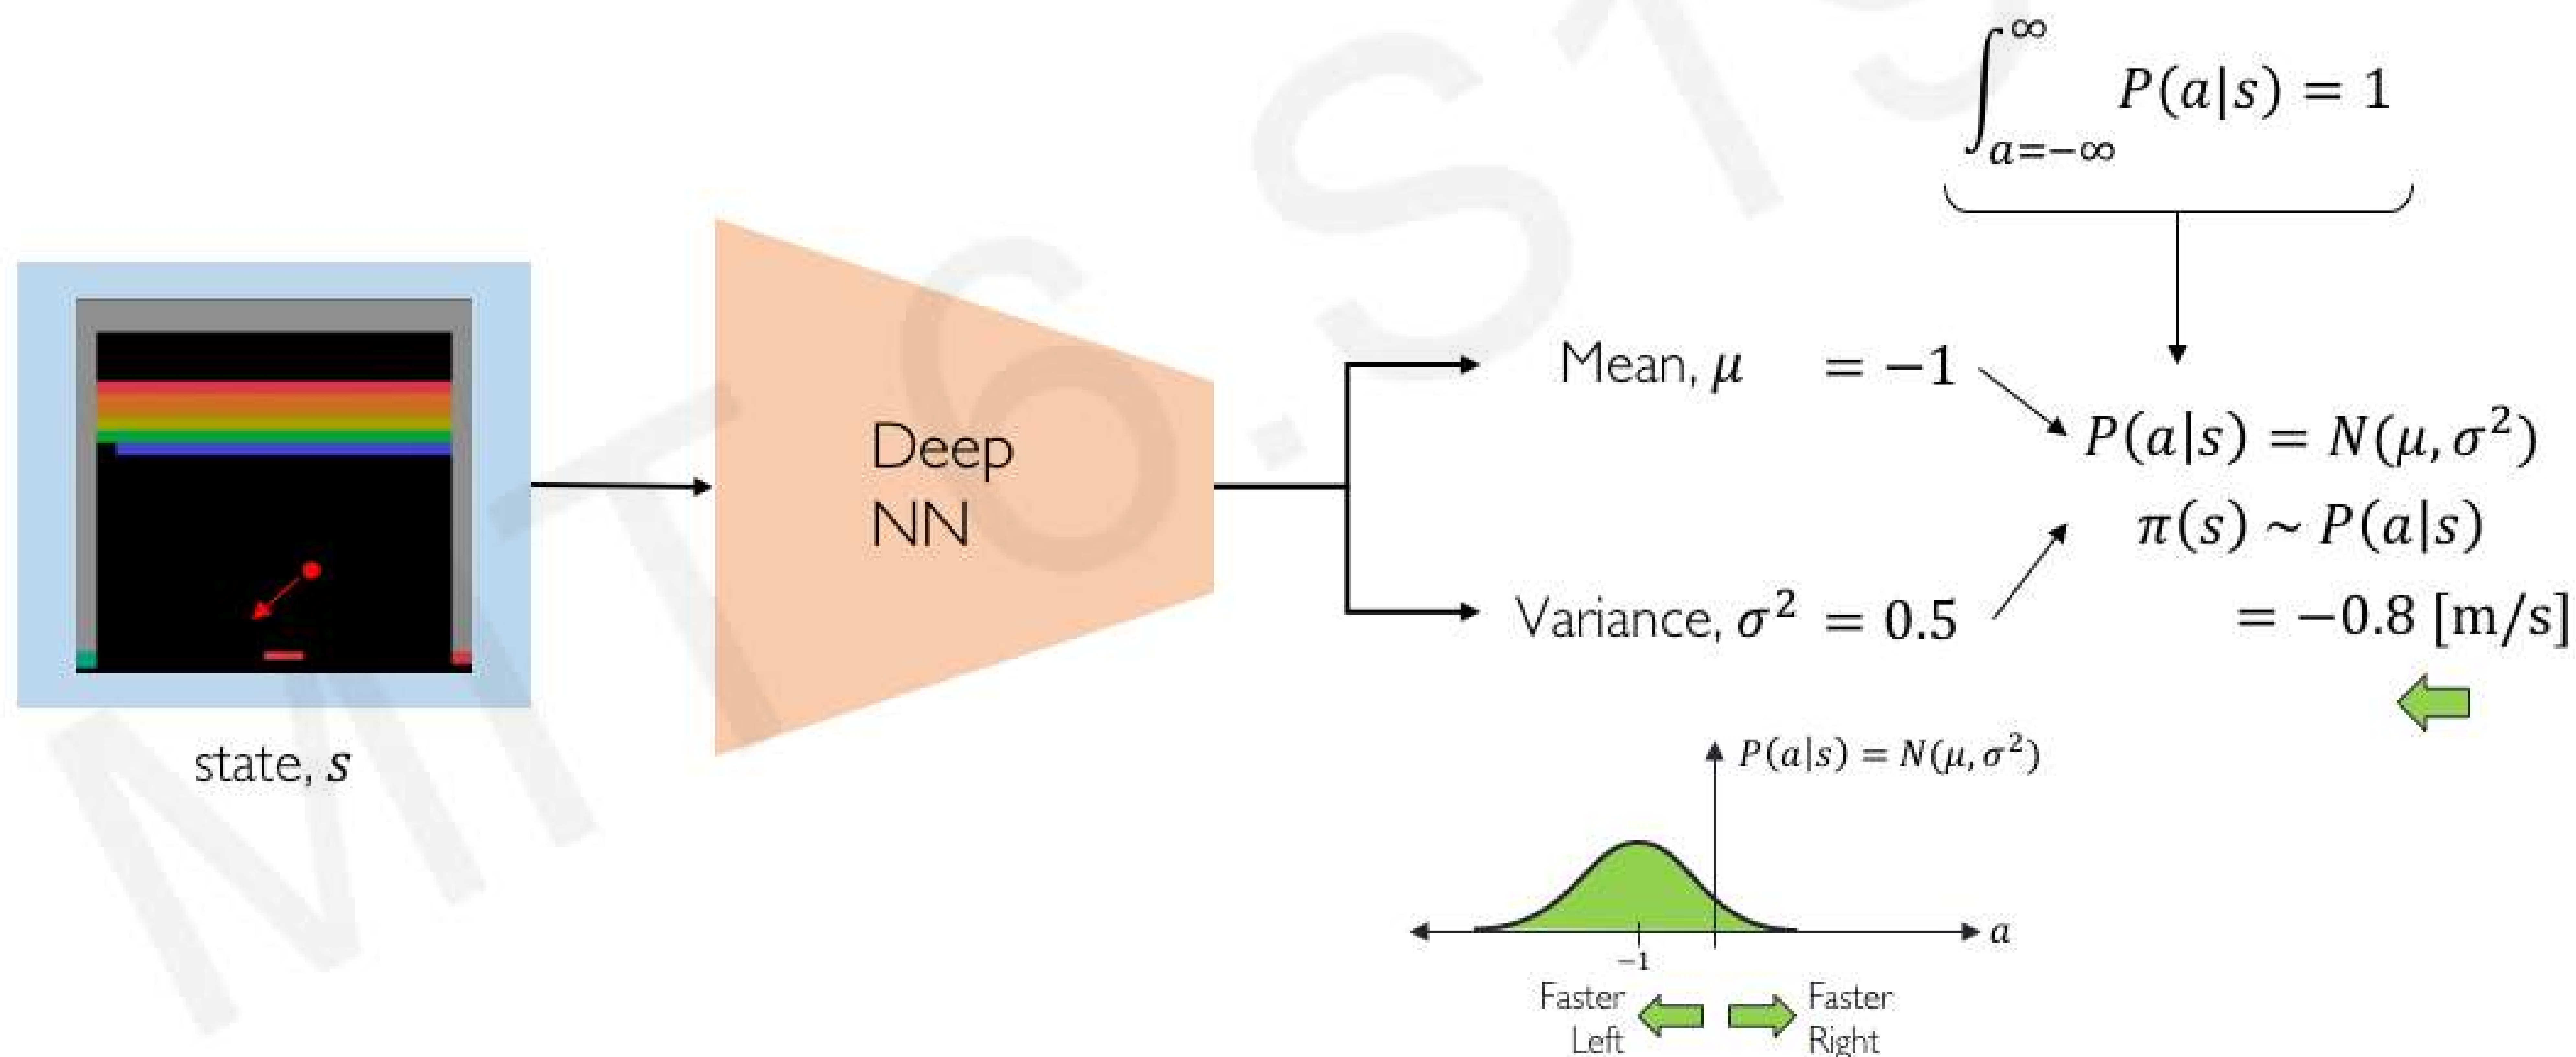 ∫_{a=−∞}^{∞} P(a|s) = 1
Mean, μ = −1
P(a|s) = N(μ, σ²)
Deep
NN
π(s) ~ P(a|s)
Variance, σ² = 0.5
= −0.8 [m/s]
state, s
P(a|s) = N(μ, σ²)
a
−1
Faster
Left
Faster
Right
MIT 6.S19